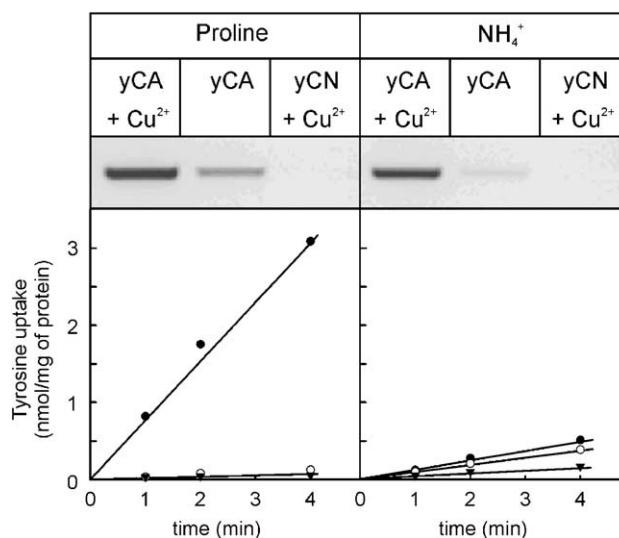 Proline NH₄⁺
yCA yCA yCN yCA yCA yCN
+ Cu²⁺ + Cu²⁺ + Cu²⁺ + Cu²⁺
Tyrosine uptake
(nmol/mg of protein)
3
2
1
0
0 1 2 3 4 0 1 2 3 4
time (min) time (min)